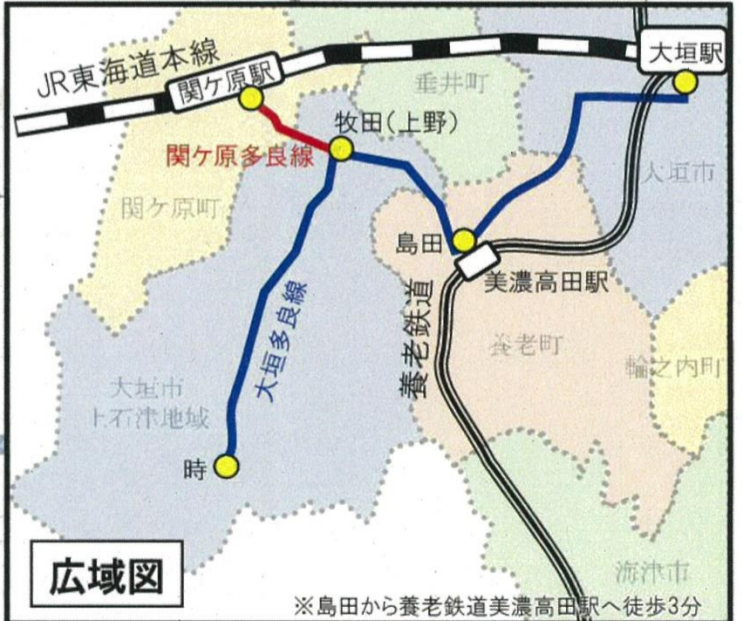 JR東海道本線
関ケ原駅
大垣駅
垂井町
牧田(上野)
関ケ原多良線
大垣市
関ケ原町
島田
美濃高田駅
大垣多良線
養老鉄道
養老町
輪之内町
大垣市
上石津地域
時
海津市
広域図
※島田から養老鉄道美濃高田駅へ徒歩3分